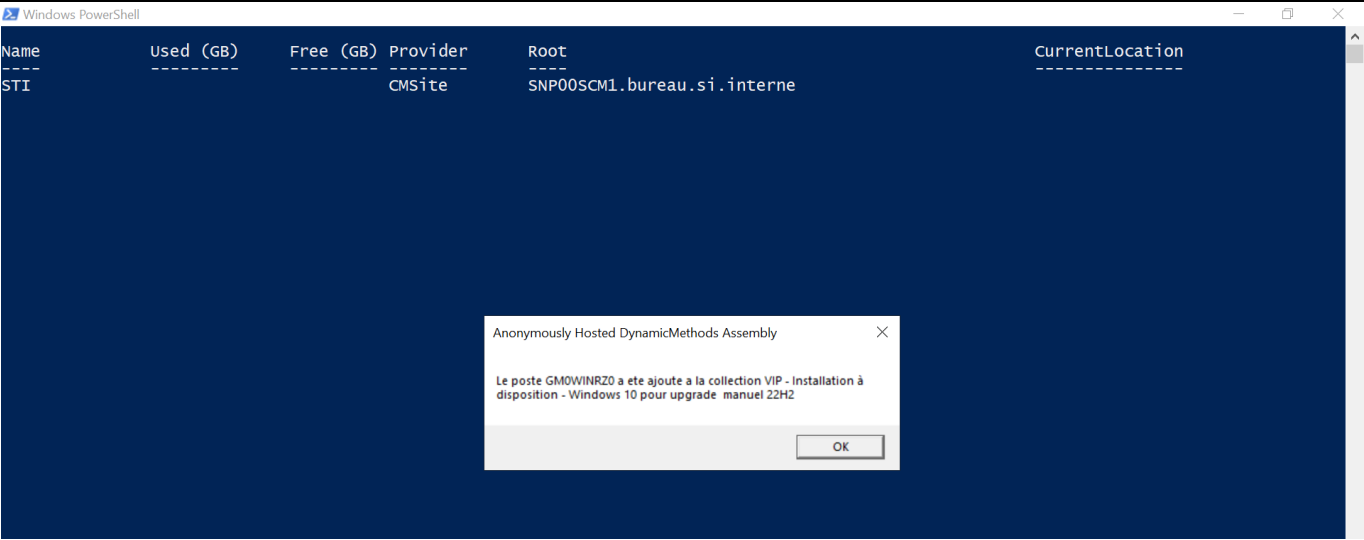 Windows PowerShell
Name Used (GB) Free (GB) Provider Root CurrentLocation
---- --------- --------- -------- ---- ---------------
STI CMSite SNP00SCM1.bureau.si.interne
Anonymously Hosted DynamicMethods Assembly
Le poste GM0WINRZ0 a ete ajoute a la collection VIP - Installation à
disposition - Windows 10 pour upgrade  manuel 22H2
OK